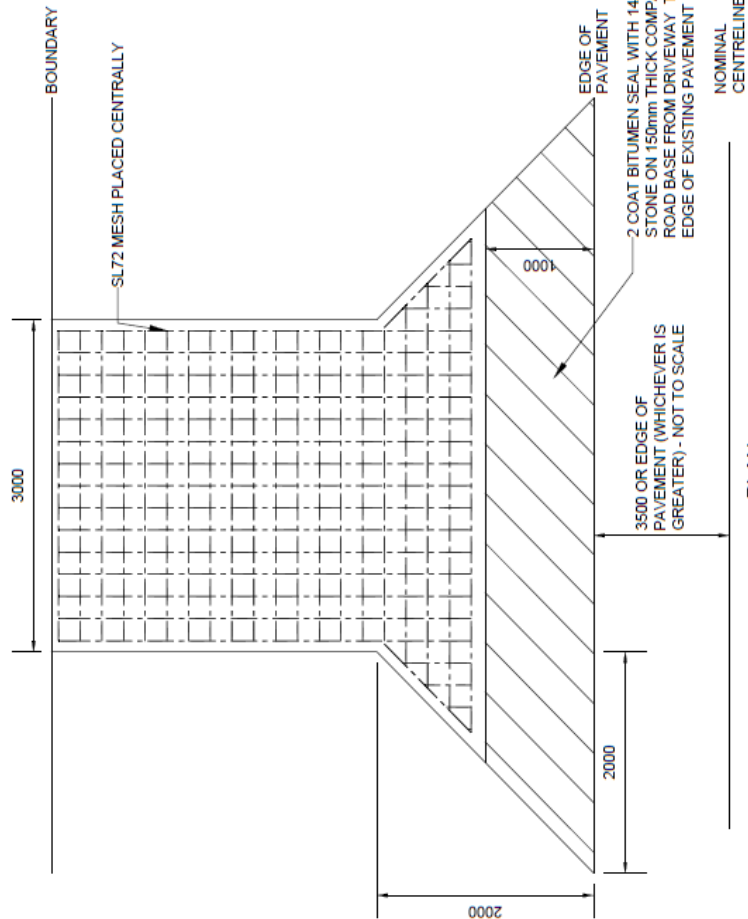 BOUNDARY
SL72 MESH PLACED CENTRALLY
3000
EDGE OF
PAVEMENT
1000
2 COAT BITUMEN SEAL WITH 14
STONE ON 150mm THICK
ROAD BASE FROM DRIVEWAY
EDGE OF EXISTING PAVEMENT
3500 OR EDGE OF
PAVEMENT (WHICHEVER IS
GREATER) - NOT TO SCALE
2000
2000
NOMINAL
CENTRELINE